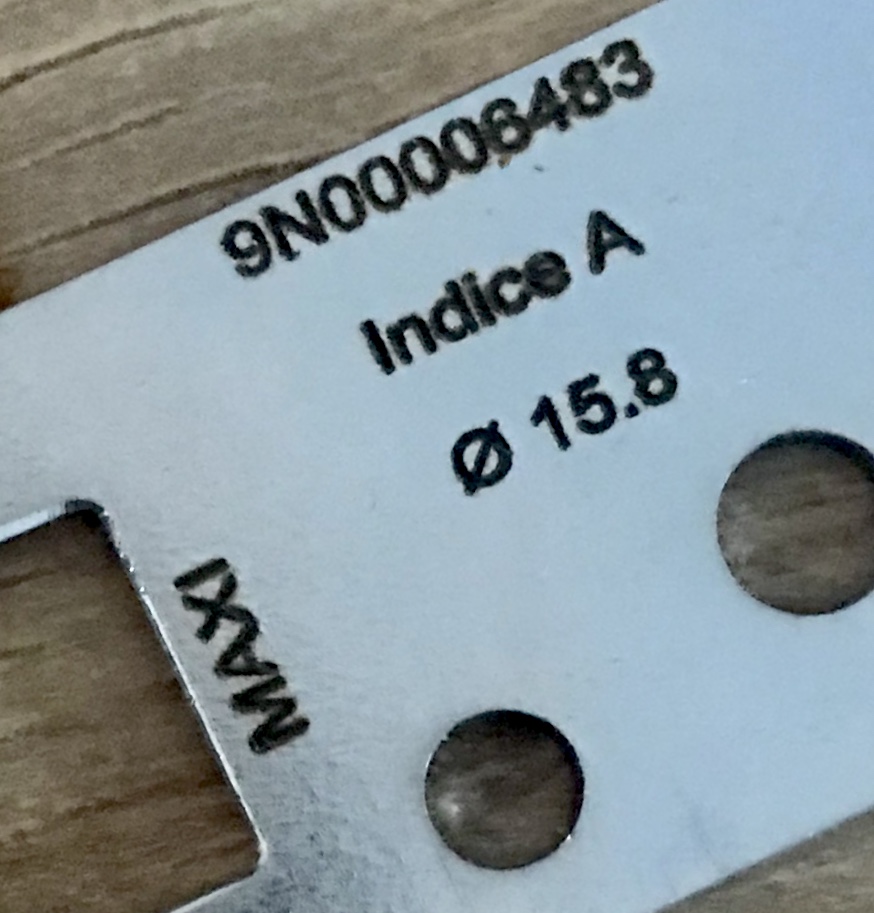 9N00006483
Indice A
Ø 15.8
MAXI